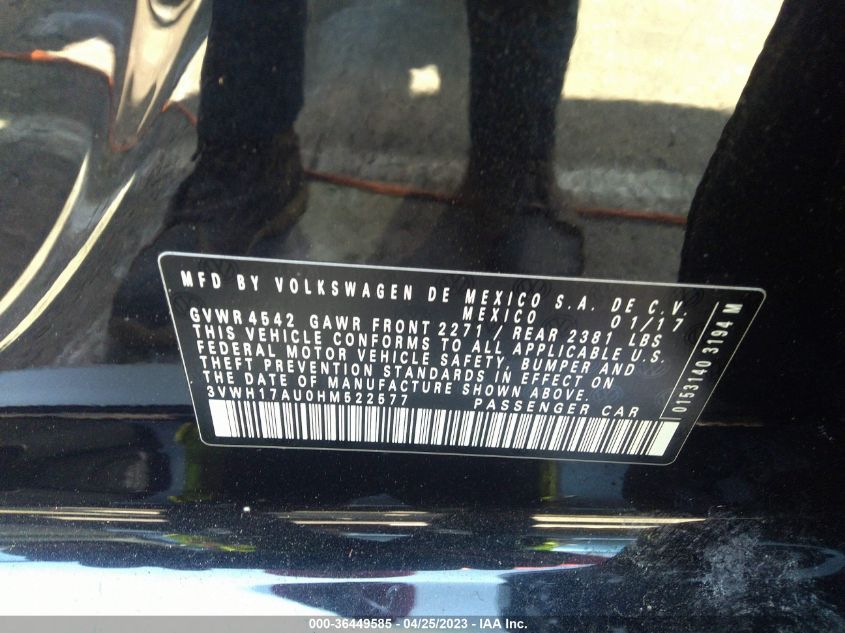 MFD BY VOLKSWAGEN DE MEXICO S.A. DE C.V.
MEXICO 01/17
GVWR 4542 GAWR FRONT 2271 / REAR 2381 LBS
THIS VEHICLE CONFORMS TO ALL APPLICABLE U.S.
FEDERAL MOTOR VEHICLE SAFETY, BUMPER AND
THEFT PREVENTION STANDARDS IN EFFECT ON
THE DATE OF MANUFACTURE SHOWN ABOVE.
3VWH17AU0HM522577 PASSENGER CAR
0153140 3194 M
000-36449585 - 04/25/2023 - IAA Inc.